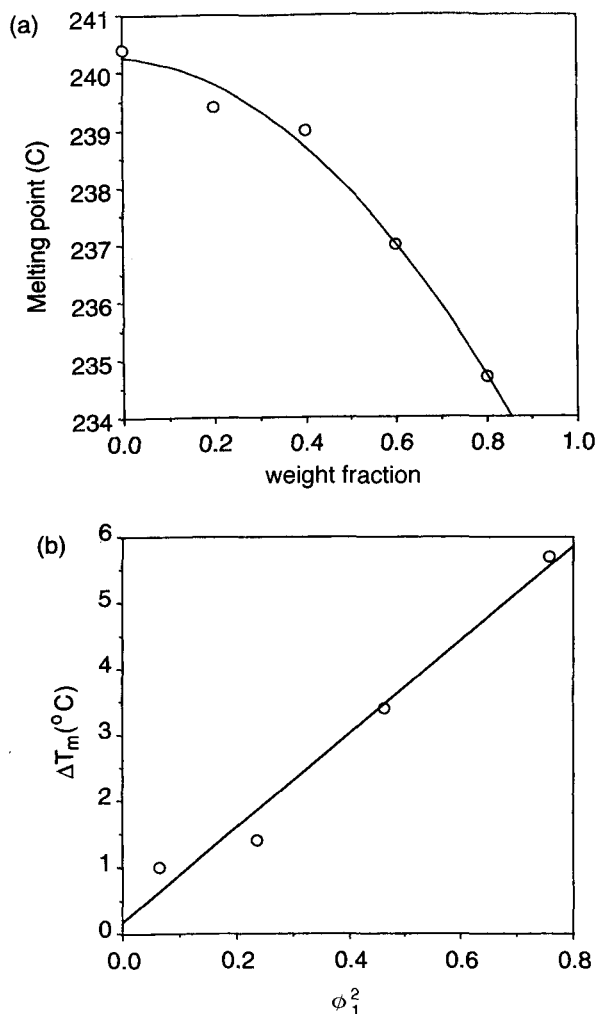 (a)
241
240
239
238
237
236
235
234
Melting point (C)
0.0 0.2 0.4 0.6 0.8 1.0
weight fraction
(b)
6
5
4
3
2
1
0
ΔTm(°C)
0.0 0.2 0.4 0.6 0.8
ϕ₁²